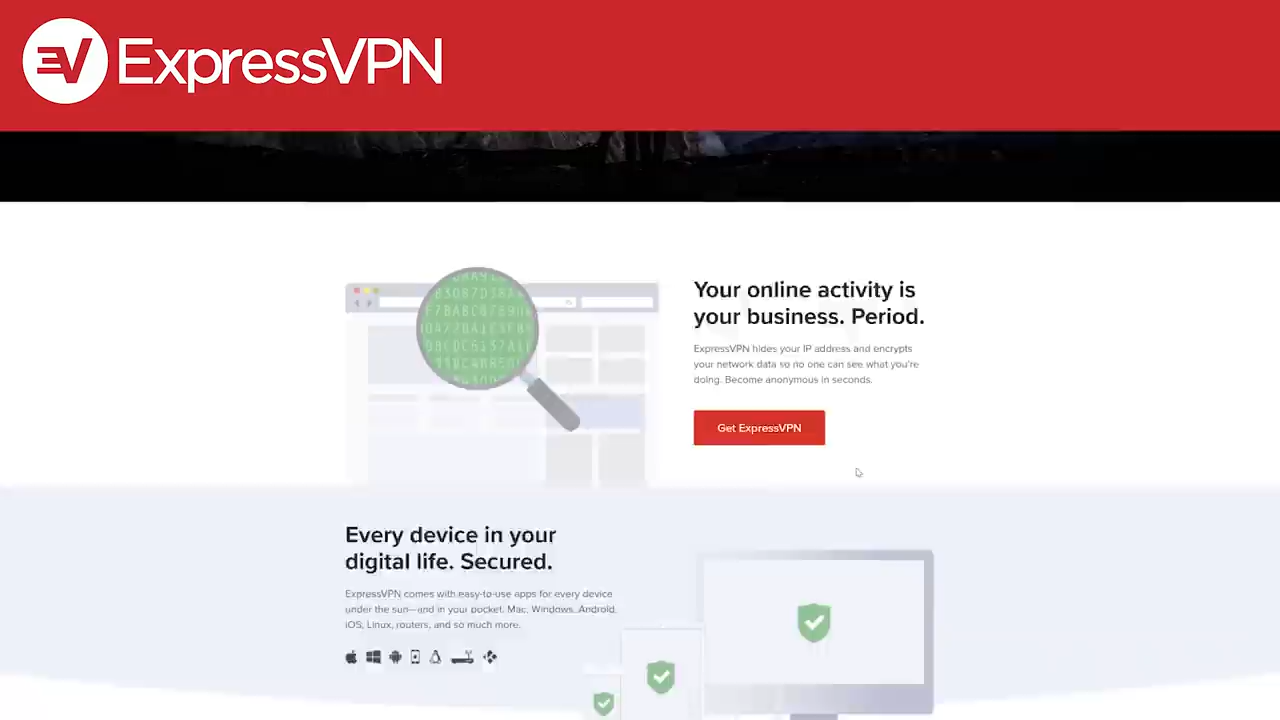 ExpressVPN
Your online activity is
your business. Period.
ExpressVPN hides your IP address and encrypts
your network data so no one can see what you're
doing. Become anonymous in seconds.
Get ExpressVPN
Every device in your
digital life. Secured.
ExpressVPN comes with easy-to-use apps for every device
under the sun—and in your pocket. Mac, Windows, Android,
iOS, Linux, routers, and so much more.